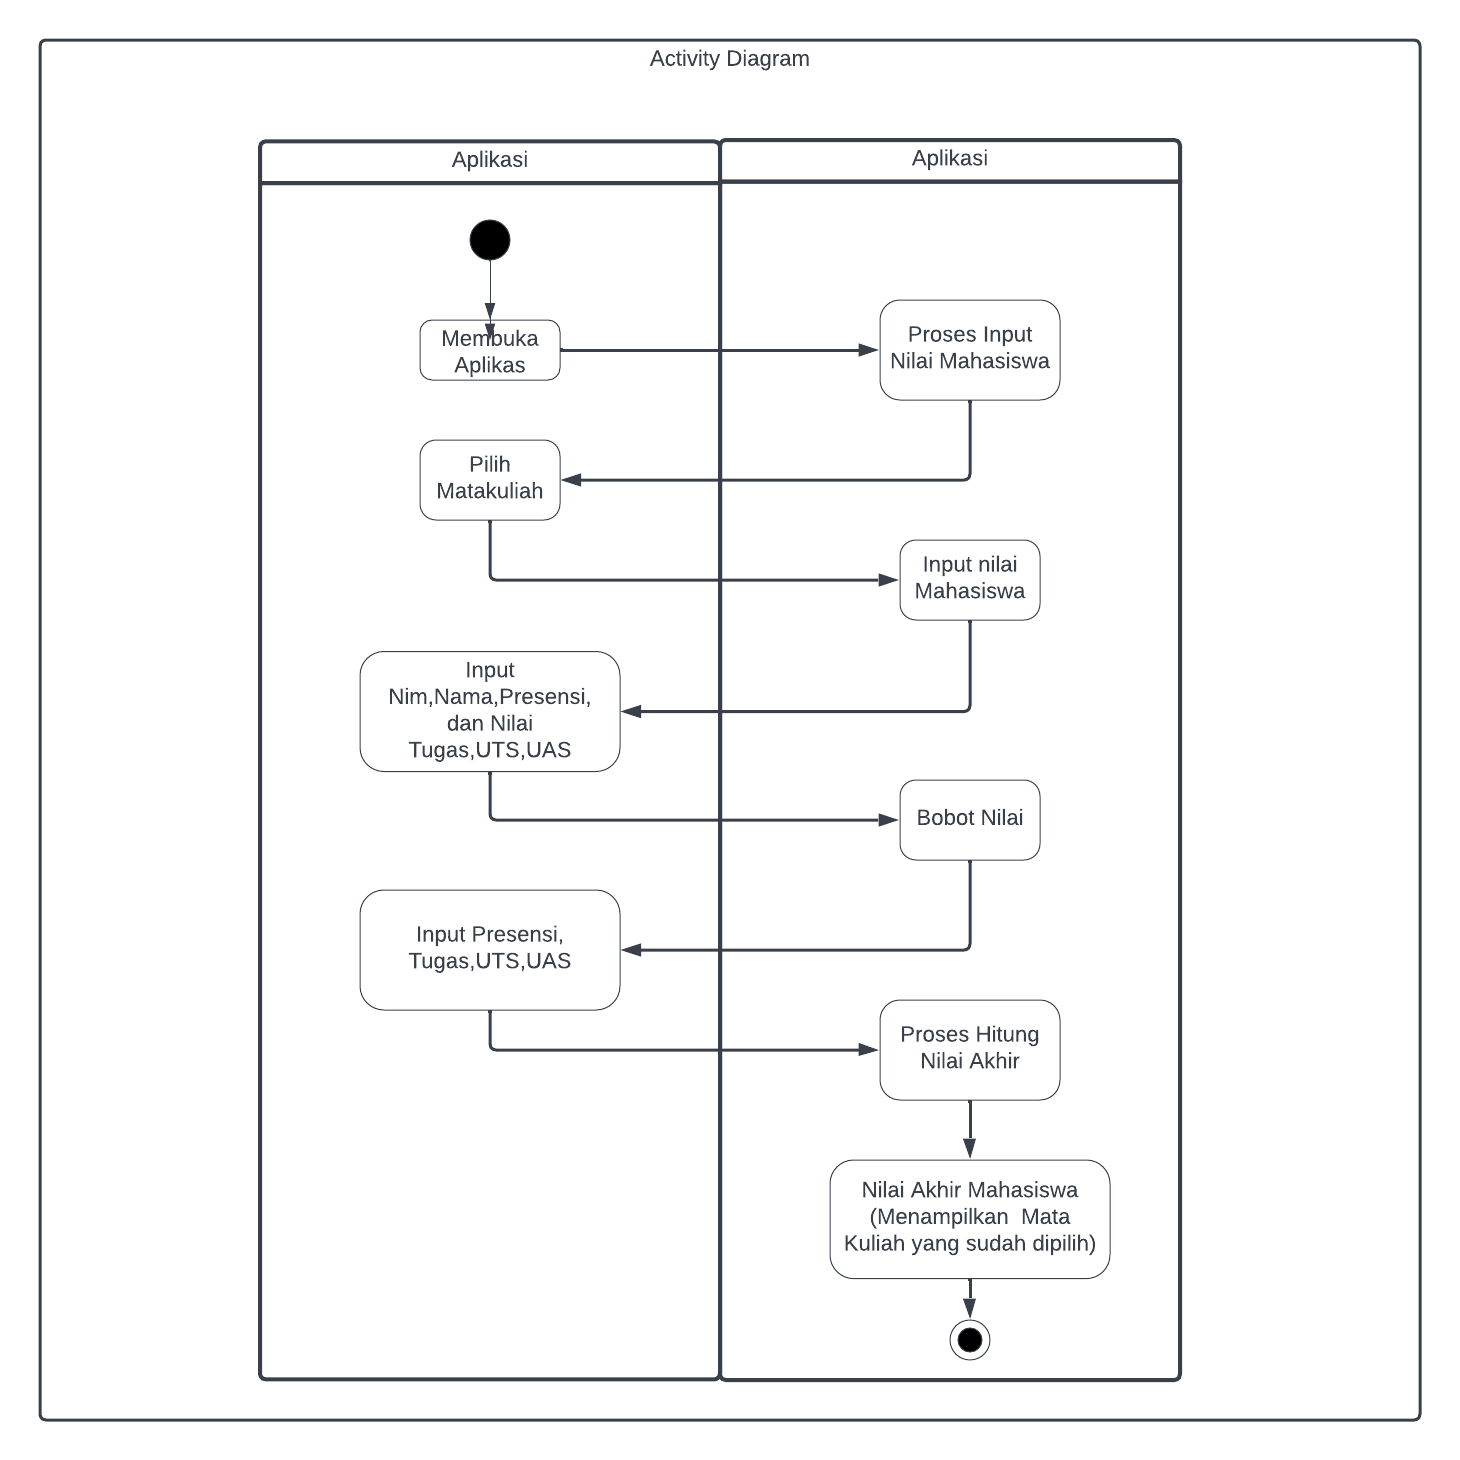 Activity Diagram
Aplikasi
Aplikasi
Membuka
Aplikas
Proses Input
Nilai Mahasiswa
Pilih
Matakuliah
Input nilai
Mahasiswa
Input
Nim,Nama,Presensi,
dan Nilai
Tugas,UTS,UAS
Bobot Nilai
Input Presensi,
Tugas,UTS,UAS
Proses Hitung
Nilai Akhir
Nilai Akhir Mahasiswa
(Menampilkan  Mata
Kuliah yang sudah dipilih)